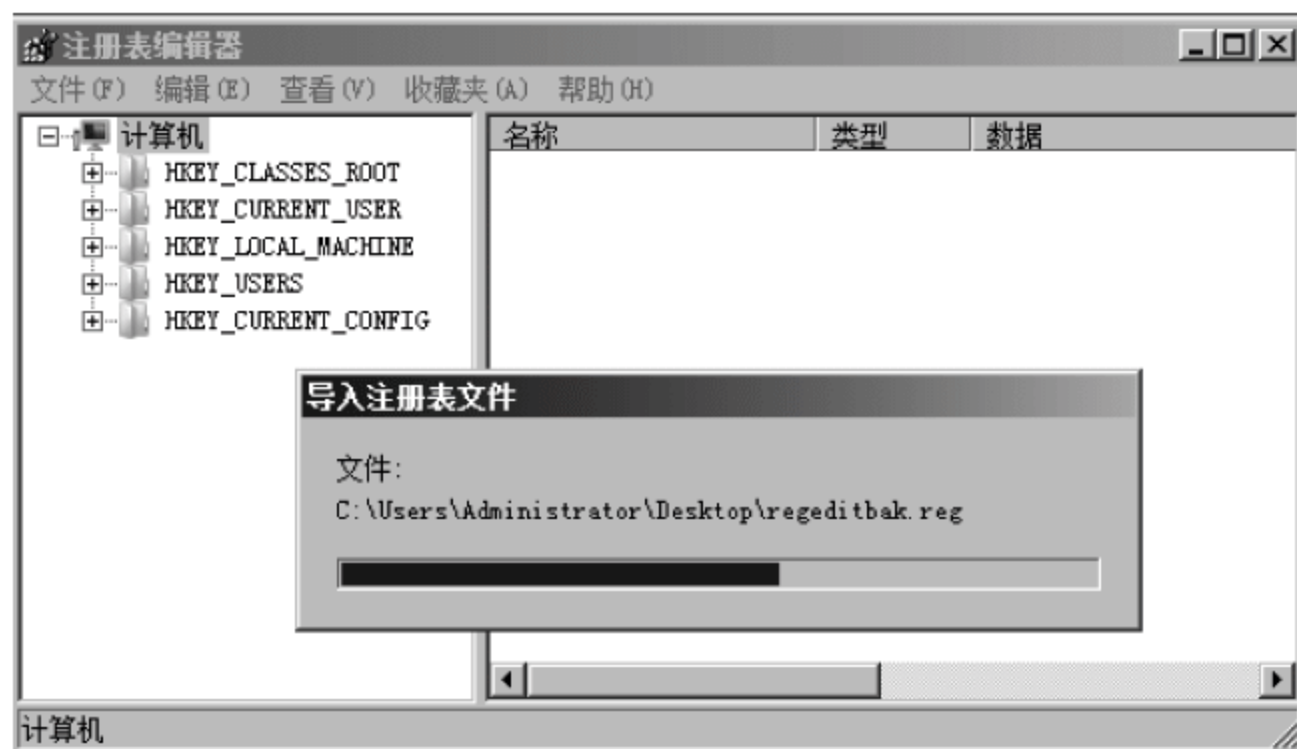 注册表编辑器
文件(F) 编辑(E) 查看(V) 收藏夹(A) 帮助(H)
计算机
HKEY_CLASSES_ROOT
HKEY_CURRENT_USER
HKEY_LOCAL_MACHINE
HKEY_USERS
HKEY_CURRENT_CONFIG
名称 类型 数据
导入注册表文件
文件:
C:\Users\Administrator\Desktop\regeditbak.reg
计算机